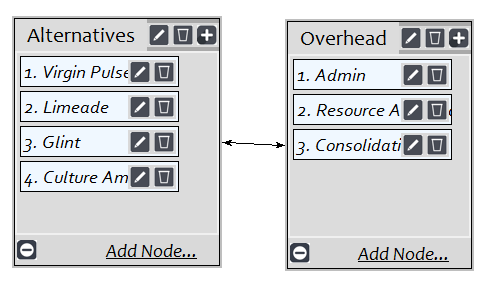 Alternatives
1. Virgin Pulse
2. Limeade
3. Glint
4. Culture Am
Add Node...
Overhead
1. Admin
2. Resource A
3. Consolidati
Add Node...